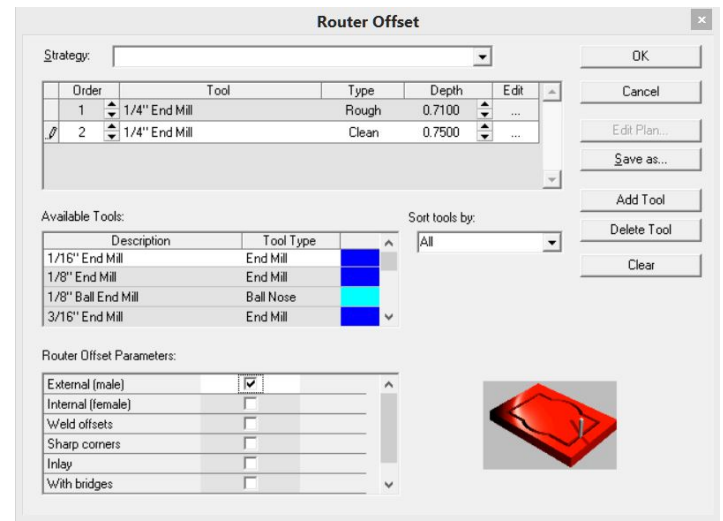 Router Offset
Strategy:
OK
Order Tool Type Depth Edit
1 1/4" End Mill Rough 0.7100 ...
2 1/4" End Mill Clean 0.7500 ...
Cancel
Edit Plan...
Save as...
Add Tool
Delete Tool
Clear
Available Tools:
Sort tools by:
All
Description Tool Type
1/16" End Mill End Mill
1/8" End Mill End Mill
1/8" Ball End Mill Ball Nose
3/16" End Mill End Mill
Router Offset Parameters:
External (male)
Internal (female)
Weld offsets
Sharp corners
Inlay
With bridges